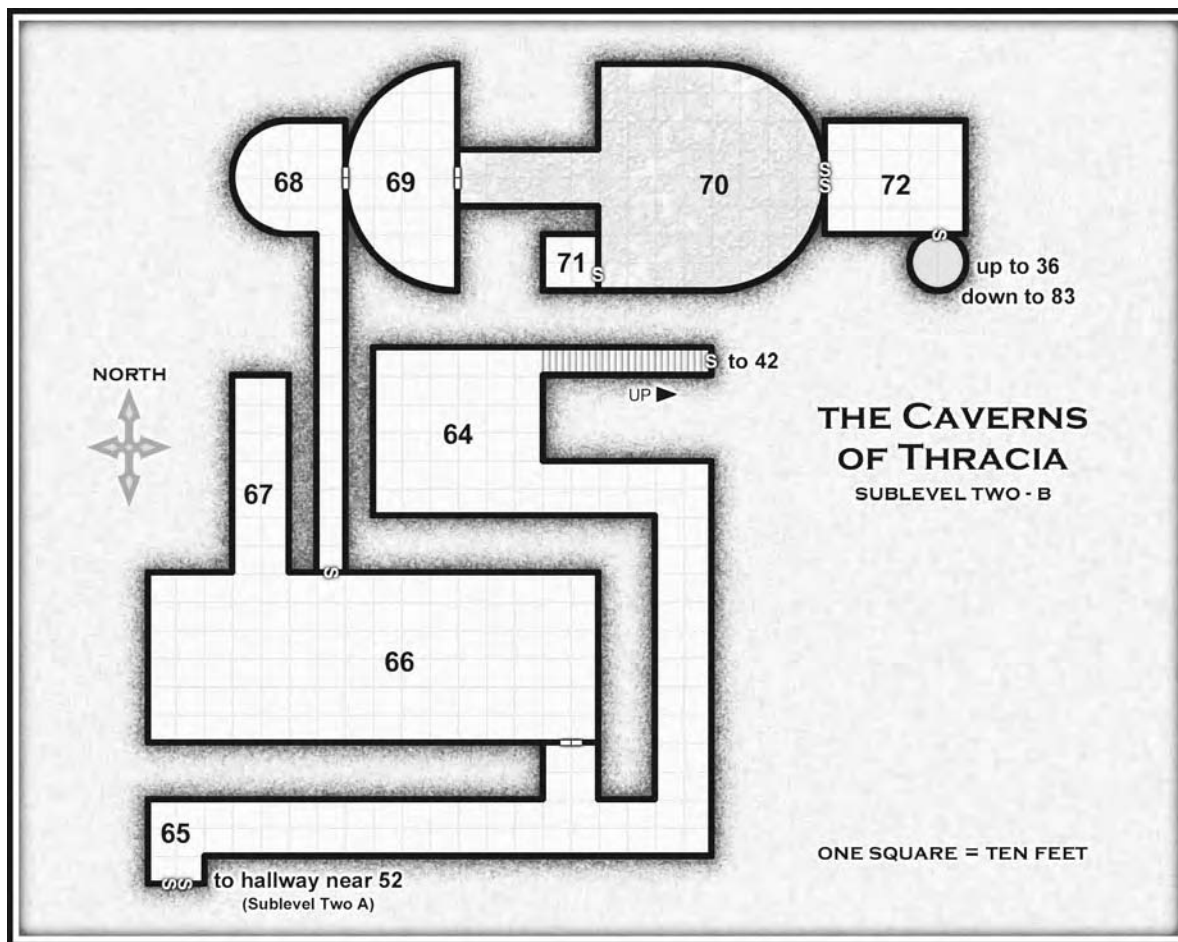 68
69
70
S
S
72
71
S
S
up to 36
down to 83
S to 42
NORTH
UP
64
THE CAVERNS
OF THRACIA
SUBLEVEL TWO - B
67
S
66
65
ONE SQUARE = TEN FEET
SS
to hallway near 52
(Sublevel Two A)